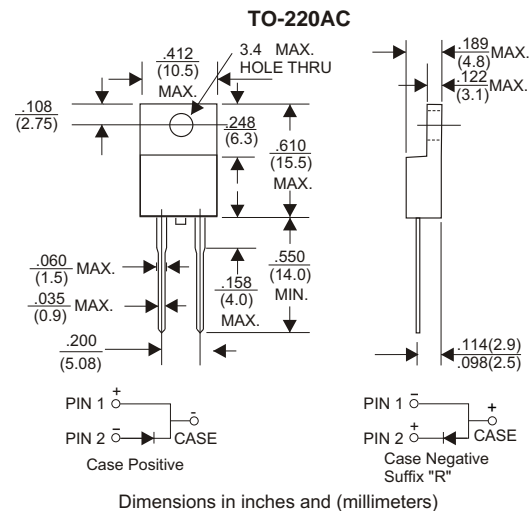 TO-220AC
.412
(10.5)
MAX.
3.4 MAX.
HOLE THRU
.189
(4.8) MAX.
.122
(3.1) MAX.
.108
(2.75)
.248
(6.3)
.610
(15.5)
MAX.
.060
(1.5) MAX.
.035
(0.9) MAX.
.158
(4.0)
MAX.
.550
(14.0)
MIN.
.200
(5.08)
.114(2.9)
.098(2.5)
+
PIN 1
-
PIN 2
-
CASE
Case Positive
-
PIN 1
+
PIN 2
+
CASE
Case Negative
Suffix "R"
Dimensions in inches and (millimeters)